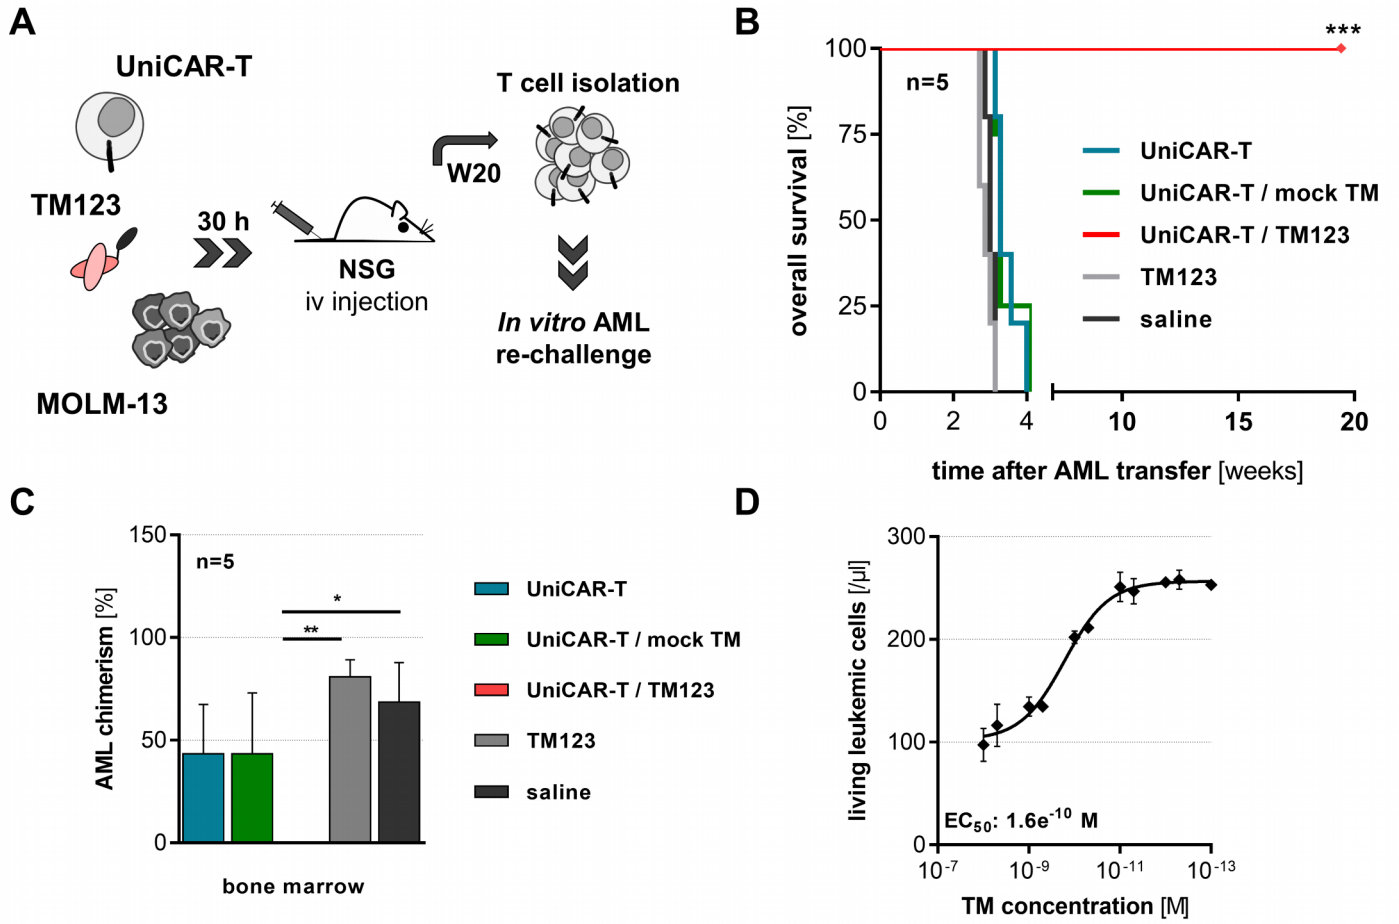 A
UniCAR-T
TM123
MOLM-13
30 h
NSG
iv injection
W20
T cell isolation
In vitro AML
re-challenge
B
overall survival [%]
100
75
50
25
0
n=5
***
UniCAR-T
UniCAR-T / mock TM
UniCAR-T / TM123
TM123
saline
0 2 4 10 15 20
time after AML transfer [weeks]
C
AML chimerism [%]
150
100
50
0
n=5
*
**
bone marrow
UniCAR-T
UniCAR-T / mock TM
UniCAR-T / TM123
TM123
saline
D
living leukemic cells [/µl]
300
200
100
0
EC50: 1.6e-10 M
10-7 10-9 10-11 10-13
TM concentration [M]